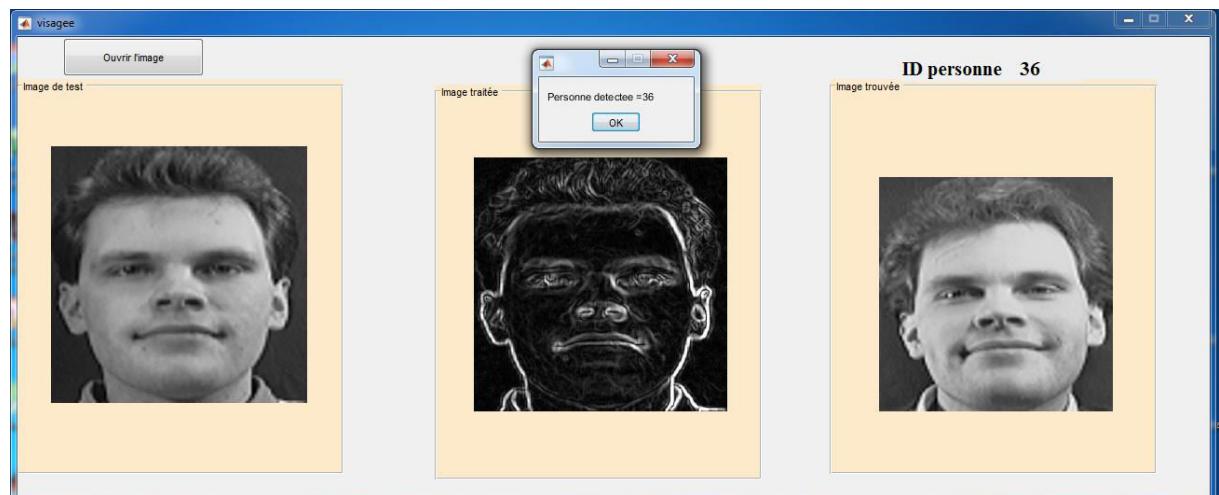 visagee
Ouvrir l'image
ID personne 36
Image de test
Image traitée
Image trouvée
Personne detectee =36
OK